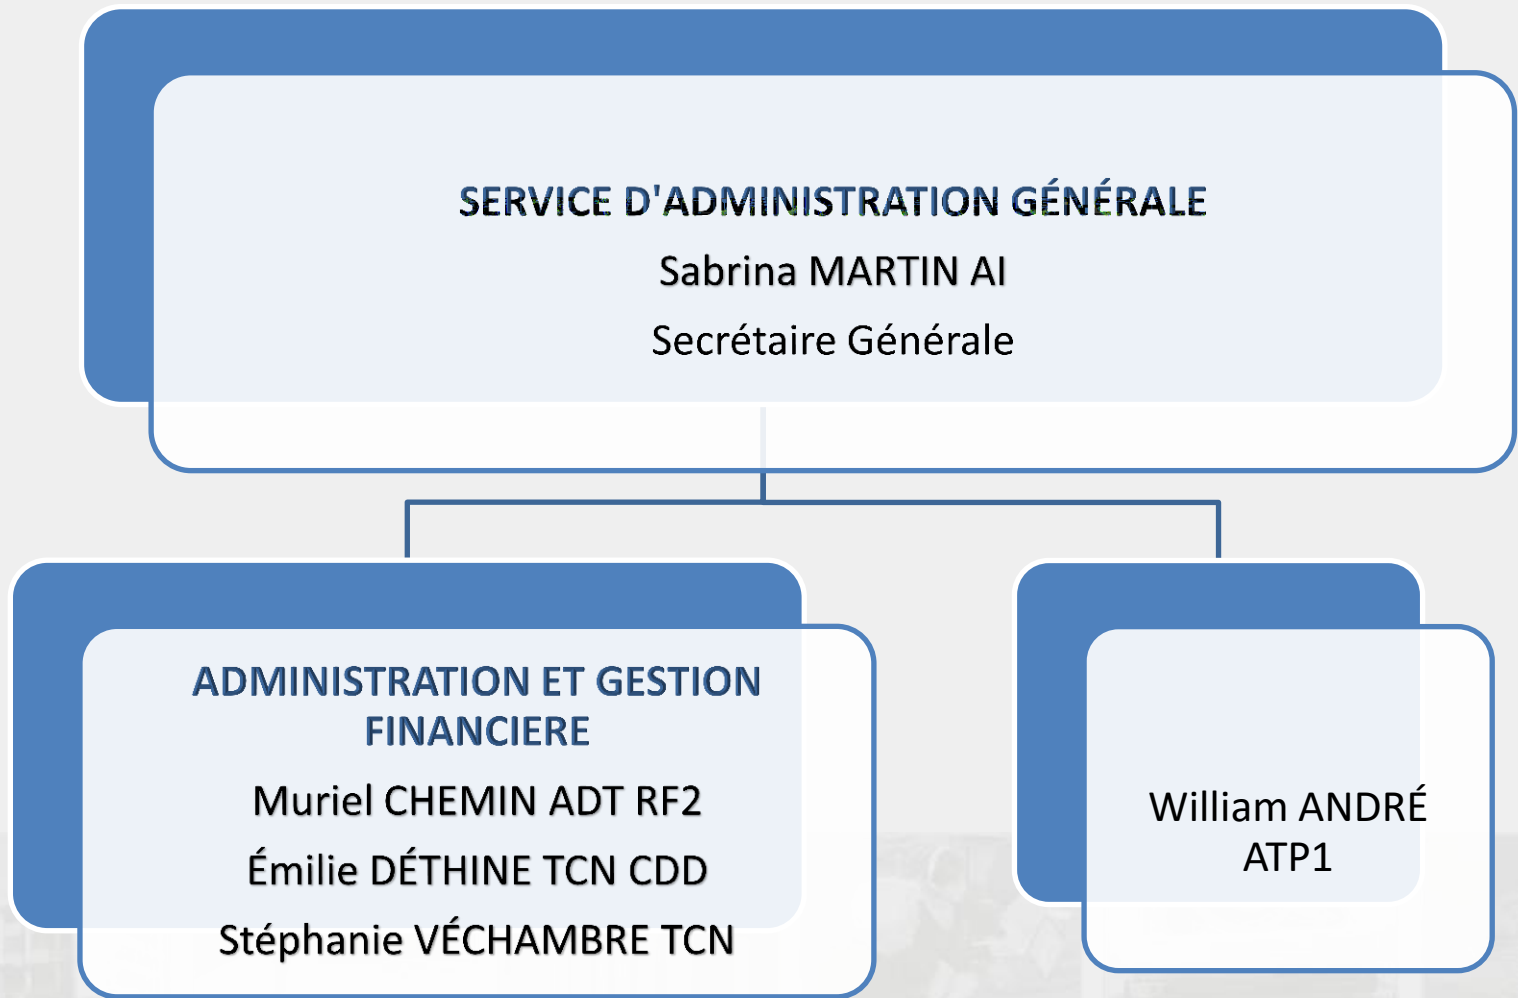 SERVICE D'ADMINISTRATION GÉNÉRALE
Sabrina MARTIN AI
Secrétaire Générale
ADMINISTRATION ET GESTION
FINANCIERE
Muriel CHEMIN ADT RF2
Émilie DÉTHINE TCN CDD
Stéphanie VÉCHAMBRE TCN
William ANDRÉ
ATP1